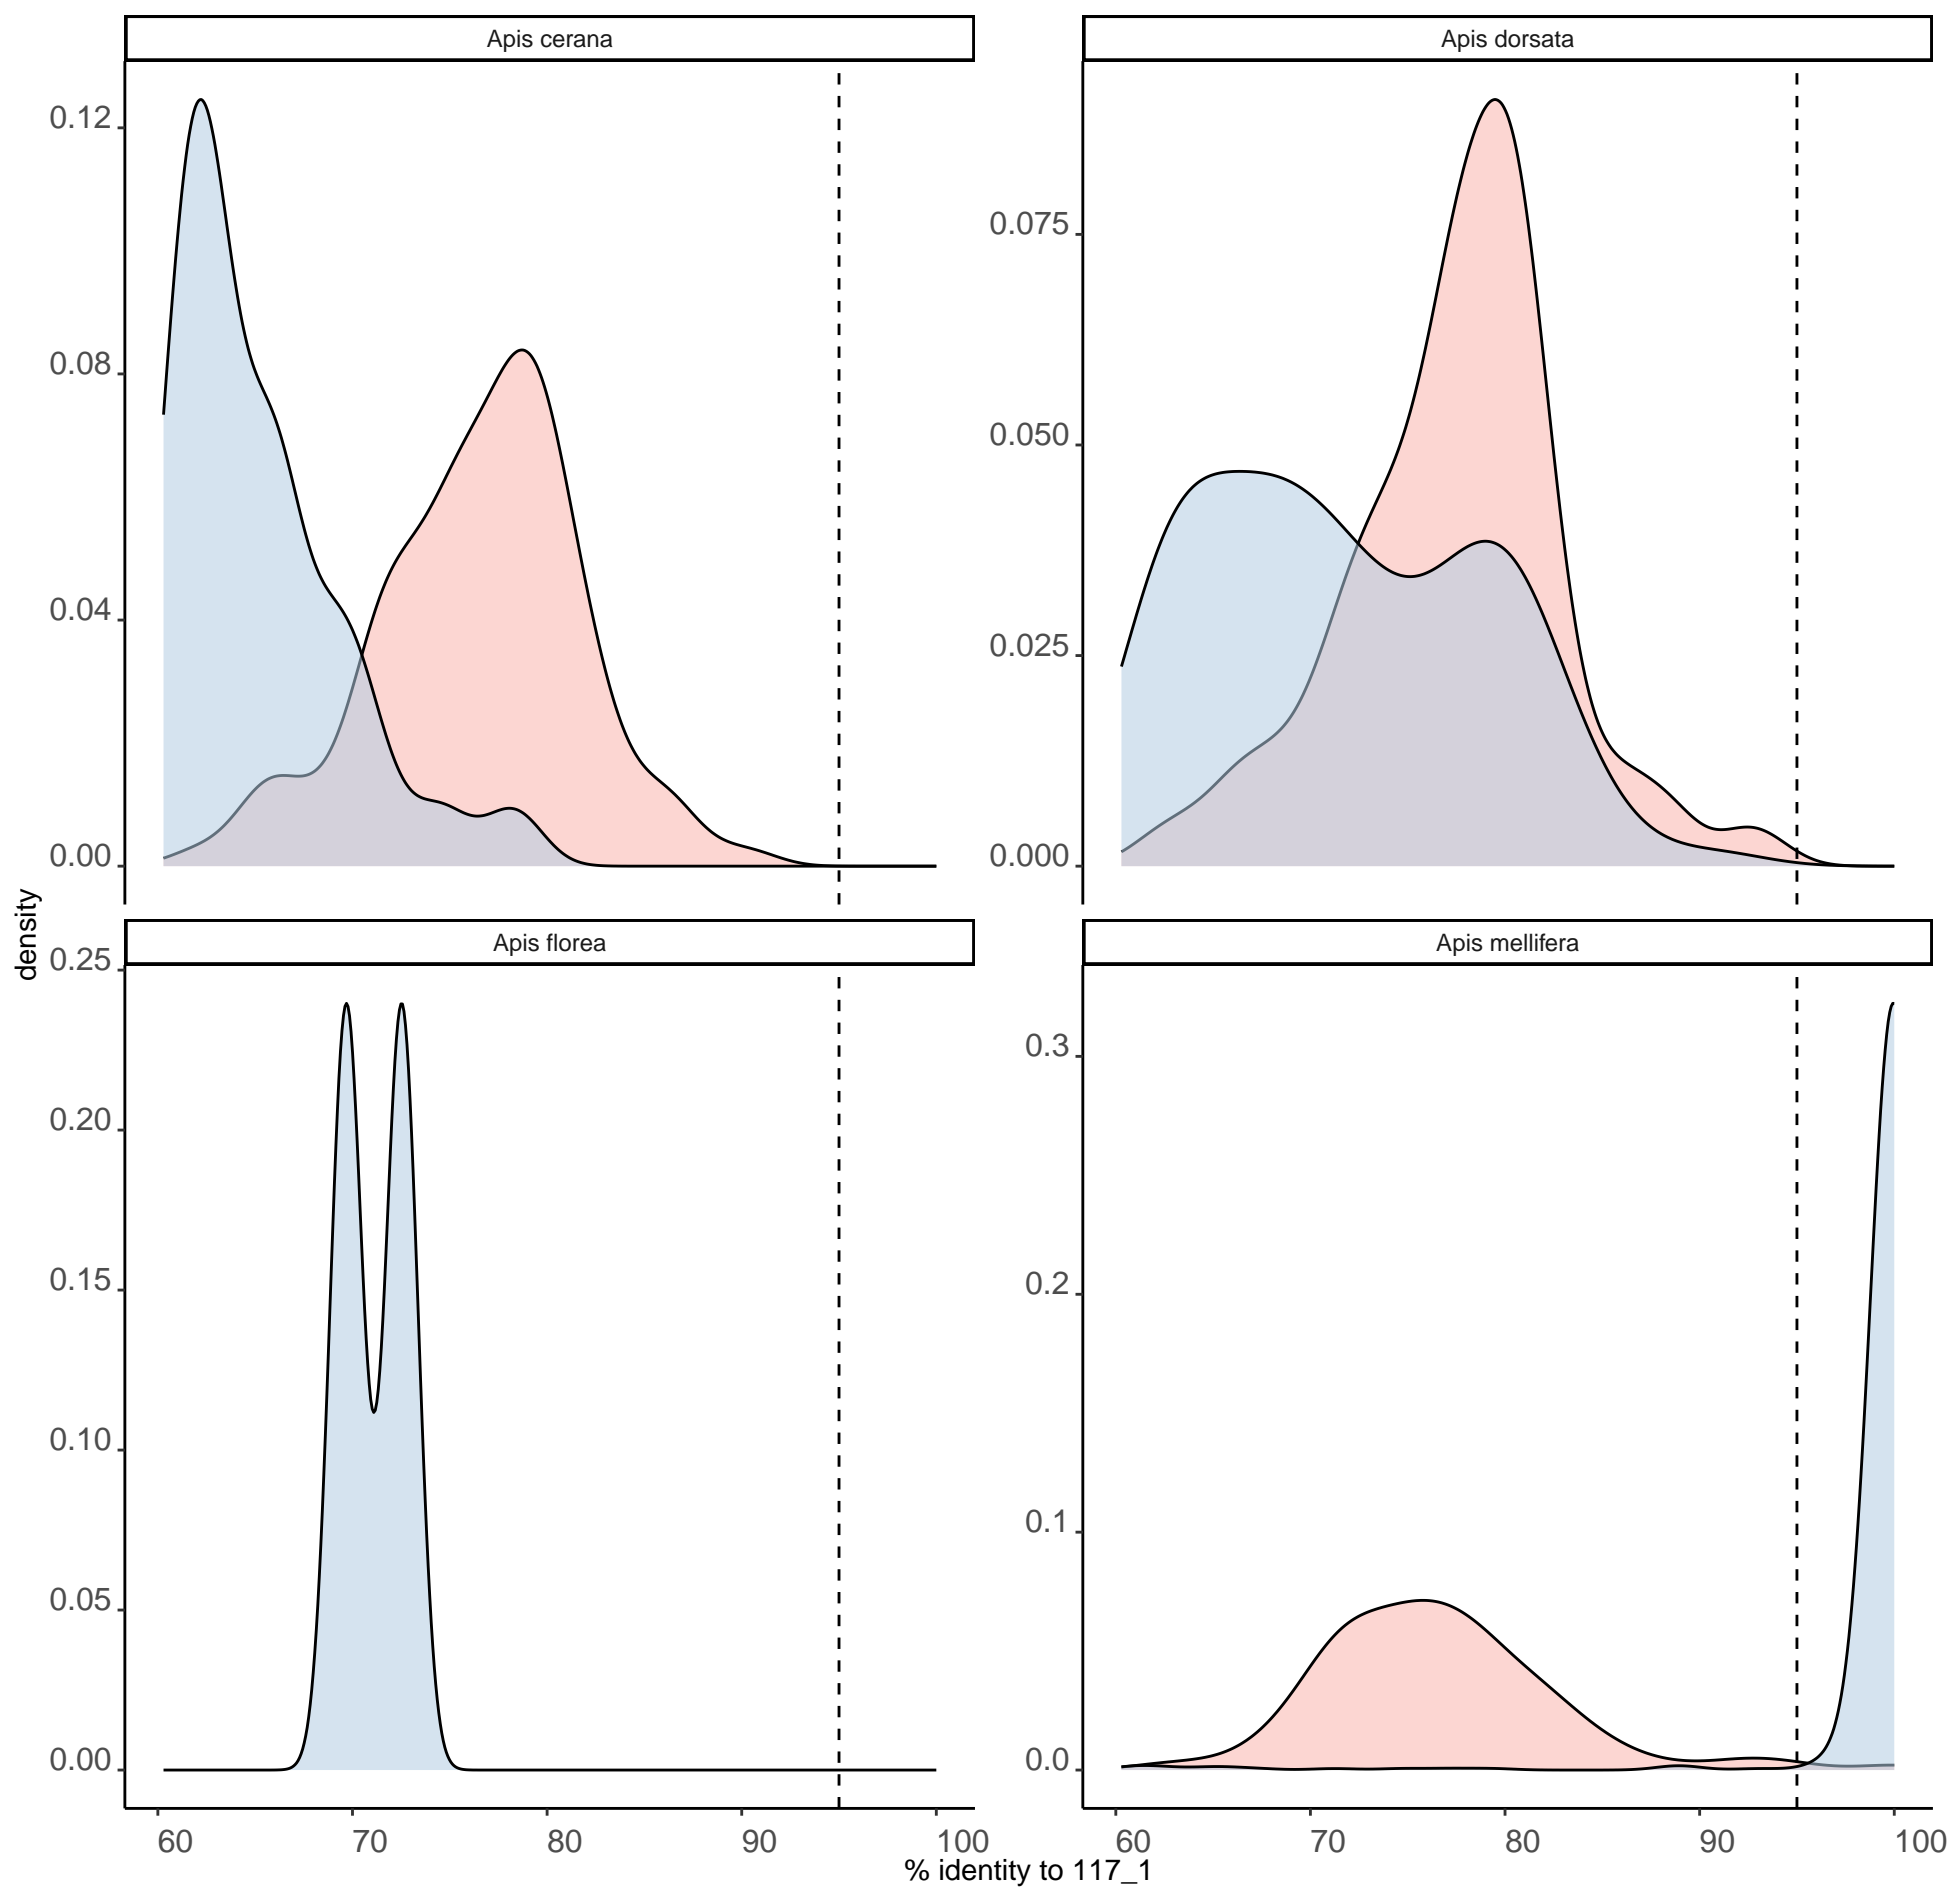 Apis cerana
Apis dorsata
0.12
0.08
0.04
0.00
0.075
0.050
0.025
0.000
density
Apis florea
Apis mellifera
0.25
0.20
0.15
0.10
0.05
0.00
0.3
0.2
0.1
0.0
60 70 80 90 100
60 70 80 90 100
% identity to 117_1